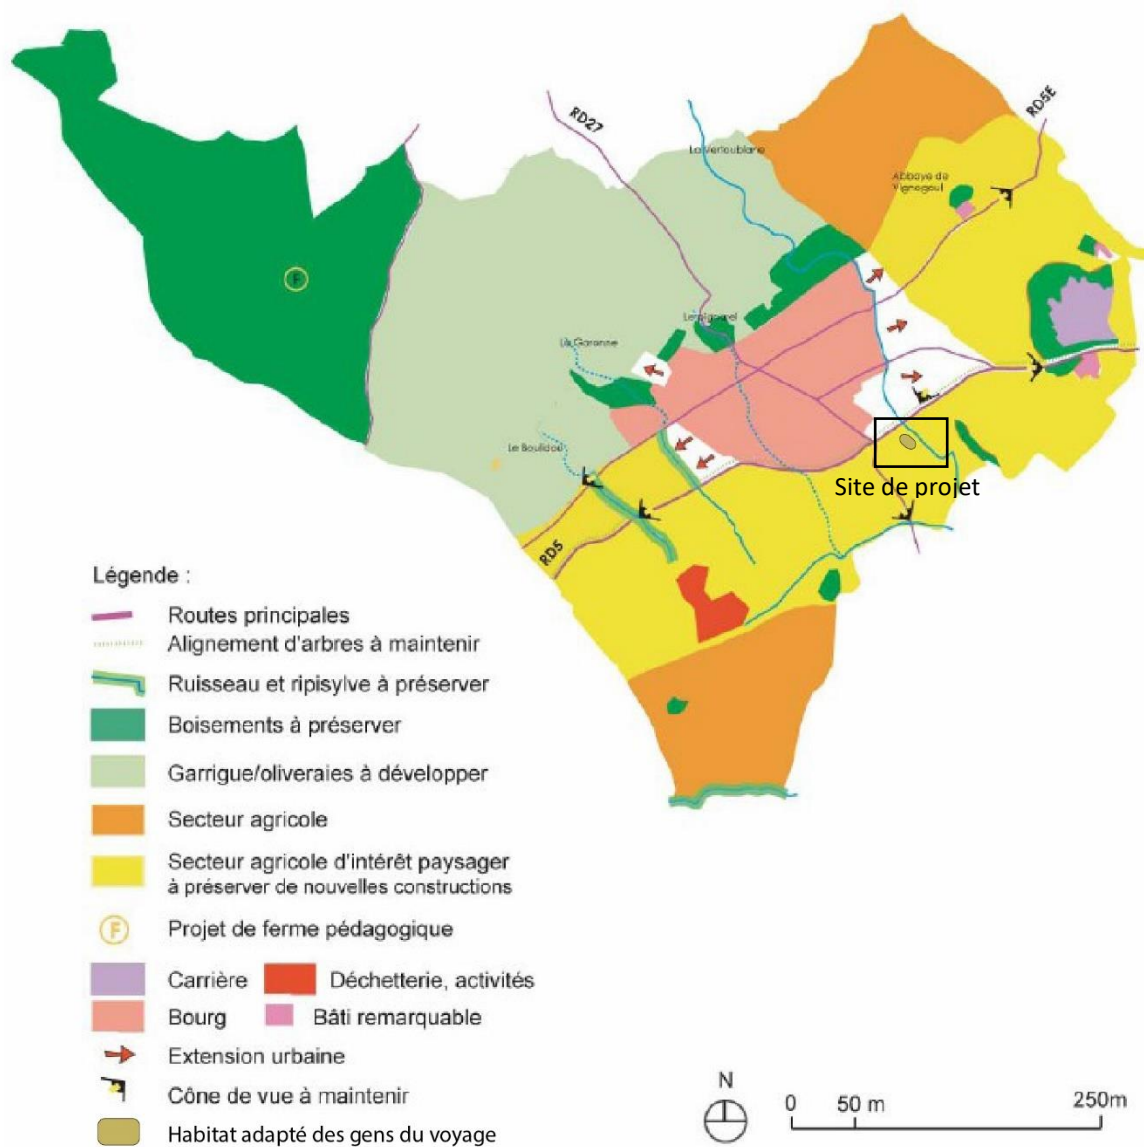 RD27
RD5E
La Vertoublane
Abbaye de
Vignogoul
Le Garonne
Le Boulidou
Site de projet
RD5
Légende :
Routes principales
Alignement d'arbres à maintenir
Ruisseau et ripisylve à préserver
Boisements à préserver
Garrigue/oliveraies à développer
Secteur agricole
Secteur agricole d'intérêt paysager
à préserver de nouvelles constructions
F
Projet de ferme pédagogique
Carrière
Déchetterie, activités
Bourg
Bâti remarquable
Extension urbaine
Cône de vue à maintenir
Habitat adapté des gens du voyage
N
0
50 m
250m
F